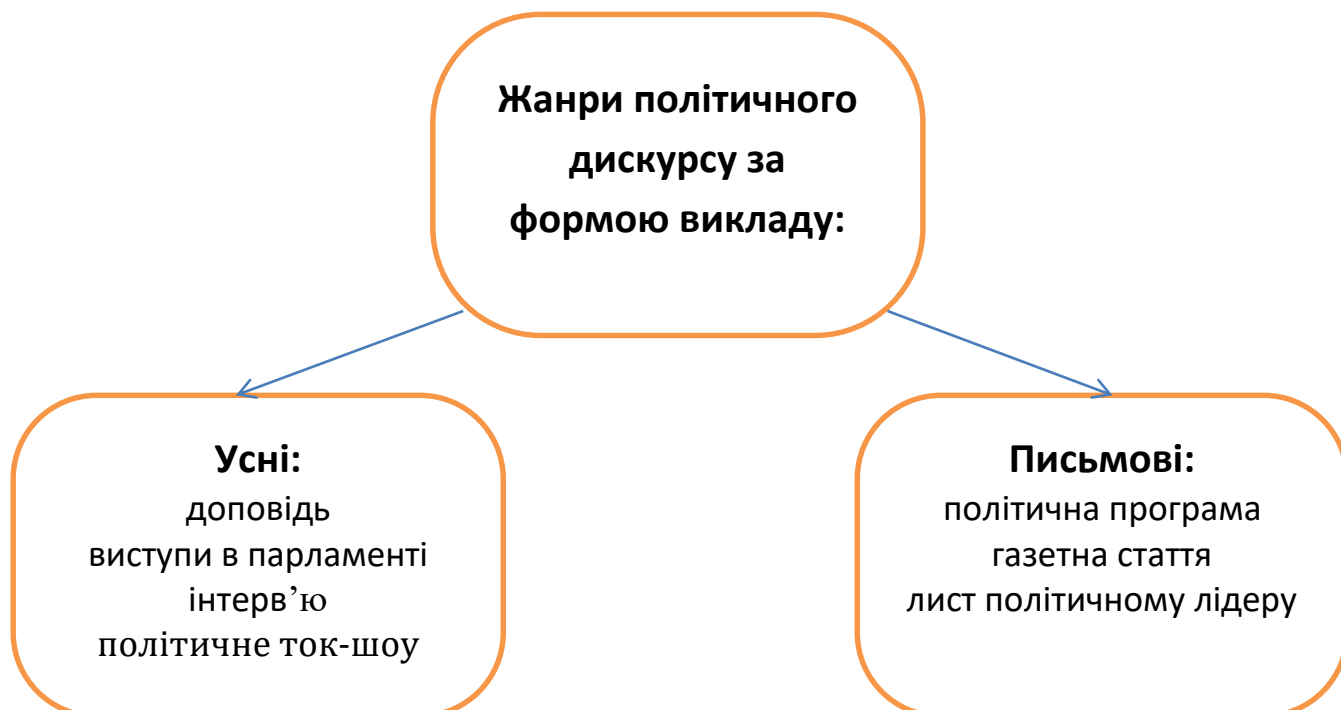 Жанри політичного
дискурсу за
формою викладу:
Усні:
доповідь
виступи в парламенті
інтерв’ю
політичне ток-шоу
Письмові:
політична програма
газетна стаття
лист політичному лідеру